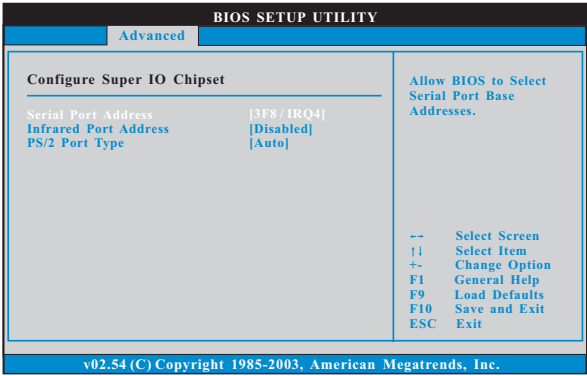 BIOS SETUP UTILITY
Advanced
Configure Super IO Chipset
Serial Port Address [3F8 / IRQ4]
Infrared Port Address [Disabled]
PS/2 Port Type [Auto]
Allow BIOS to Select
Serial Port Base
Addresses.
←→ Select Screen
↑↓ Select Item
+- Change Option
F1 General Help
F9 Load Defaults
F10 Save and Exit
ESC Exit
v02.54 (C) Copyright 1985-2003, American Megatrends, Inc.